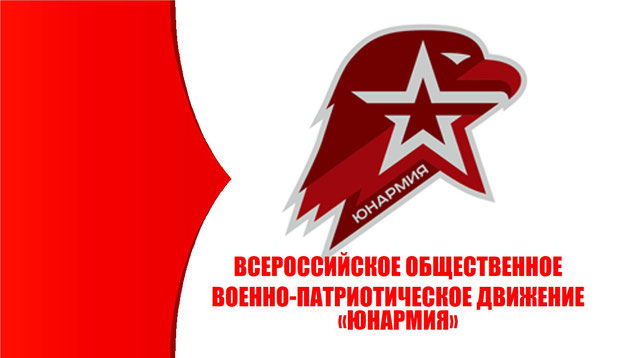 ЮНАРМИЯ
ВСЕРОССИЙСКОЕ ОБЩЕСТВЕННОЕ
ВОЕННО-ПАТРИОТИЧЕСКОЕ ДВИЖЕНИЕ
«ЮНАРМИЯ»